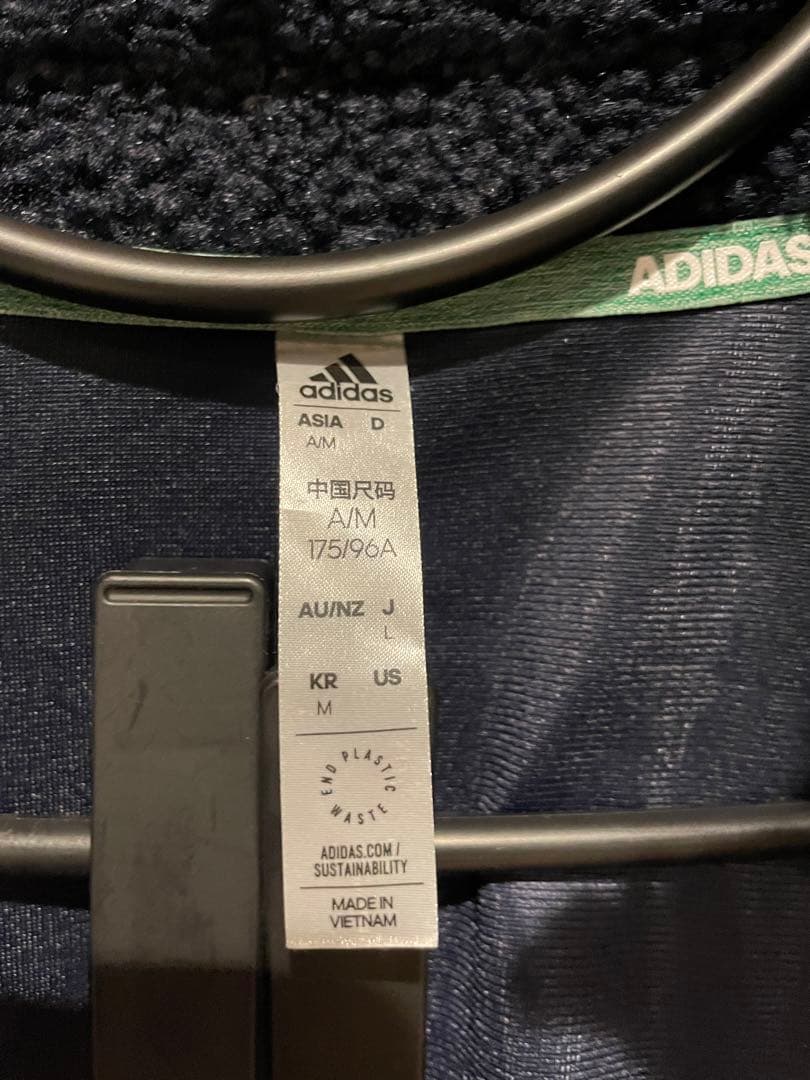 ADIDAS
adidas
ASIA D
A/M
中国尺码
A/M
175/96A
AU/NZ J
L
KR US
M
END PLASTIC WASTE
ADIDAS.COM/
SUSTAINABILITY
MADE IN
VIETNAM